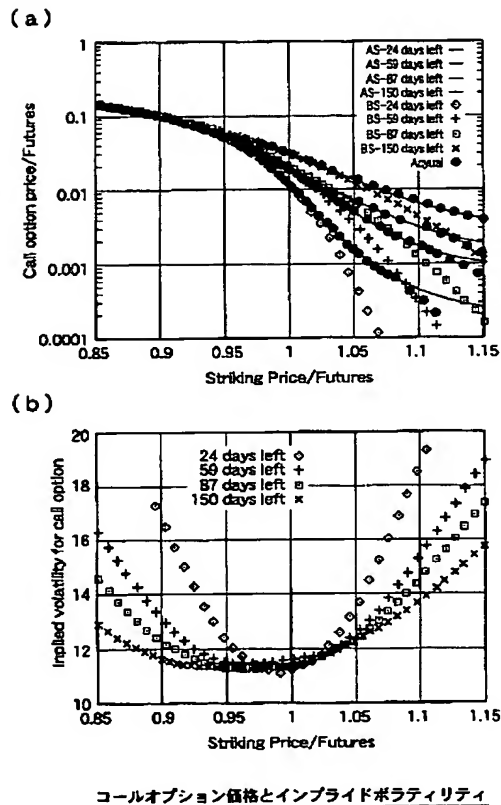 (a)
1
0.1
0.01
0.001
0.0001
Call option price/Futures
AS-24 days left
AS-59 days left
AS-87 days left
AS-150 days left
BS-24 days left
BS-59 days left
BS-87 days left
BS-150 days left
Acyual
0.85 0.9 0.95 1 1.05 1.1 1.15
Striking Price/Futures
(b)
20
18
16
14
12
10
Inplied volatility for call option
24 days left
59 days left
87 days left
150 days left
0.85 0.9 0.95 1 1.05 1.1 1.15
Striking Price/Futures
コールオプション価格とインプライドボラティリティ